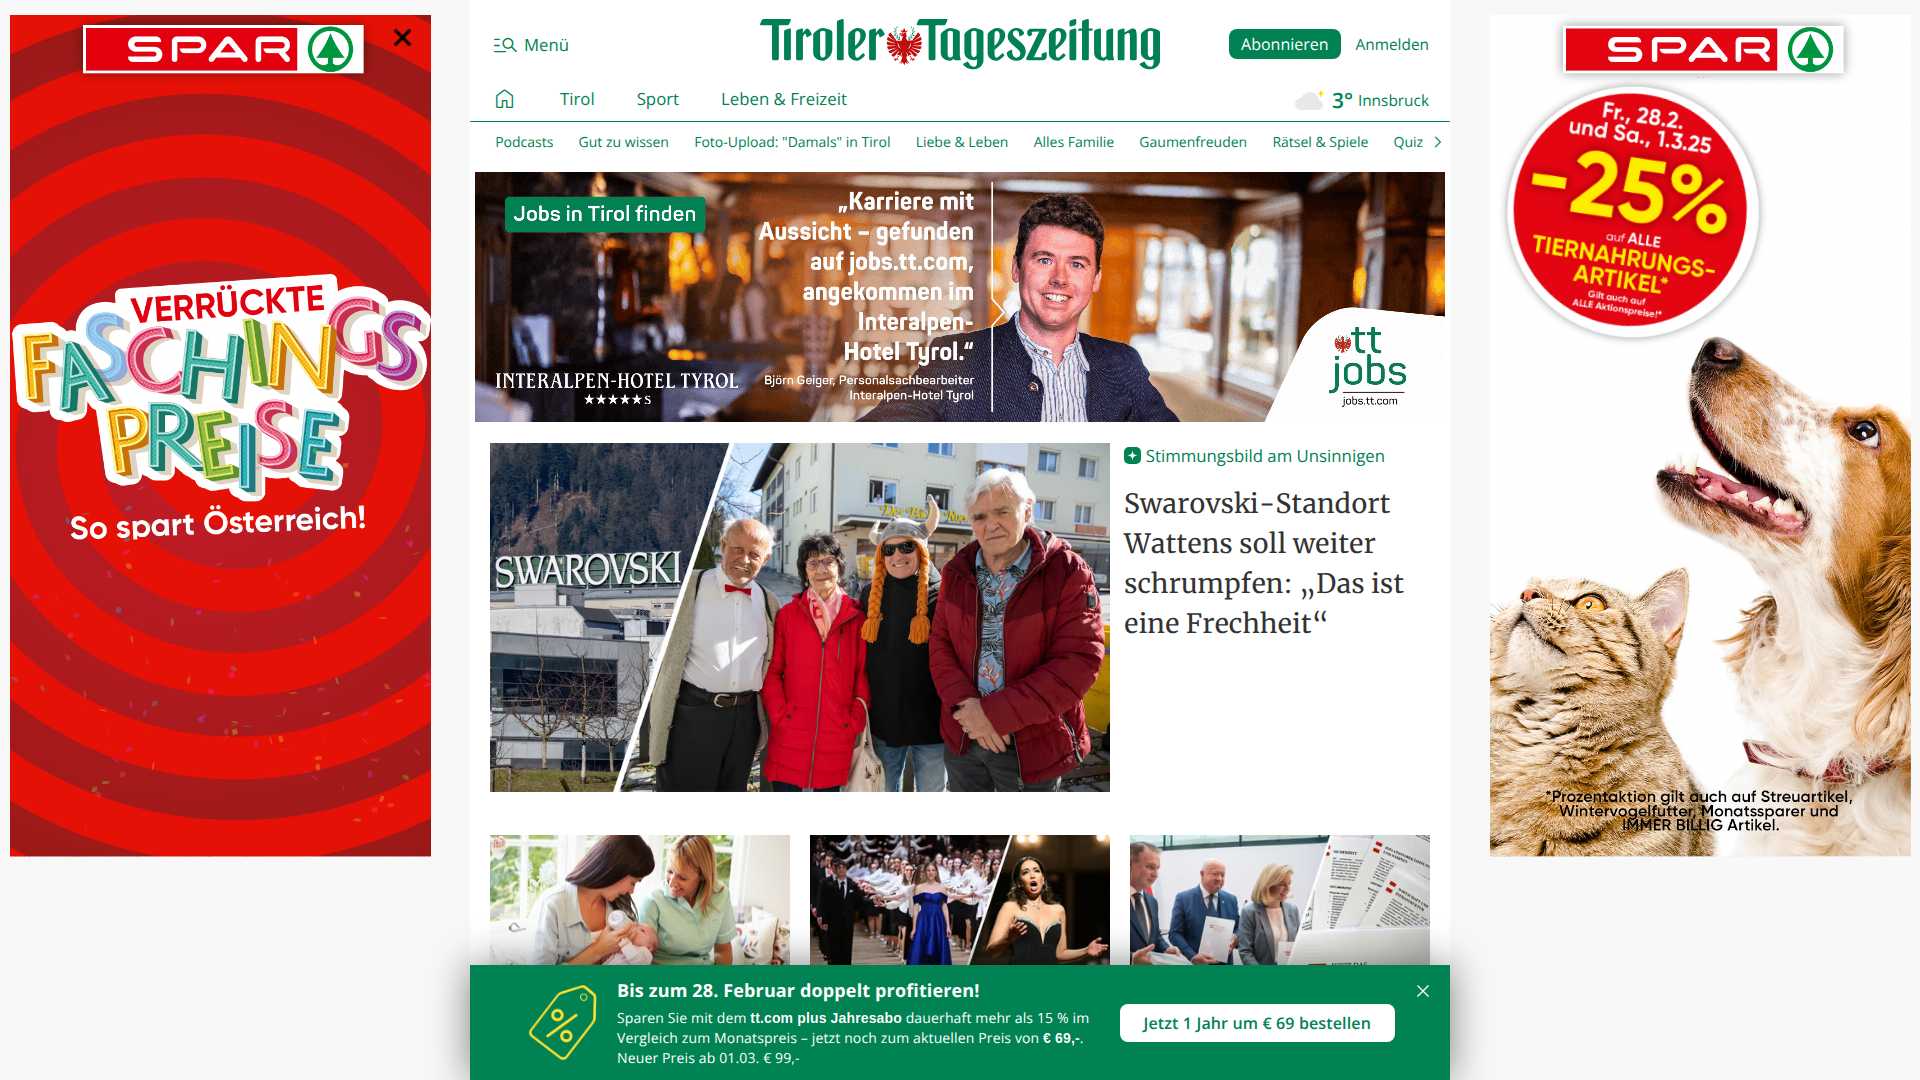 SPAR
VERRÜCKTE
FASCHINGS
PREISE
So spart Österreich!
Menü
Tiroler Tageszeitung
Abonnieren
Anmelden
Tirol
Sport
Leben & Freizeit
3° Innsbruck
Podcasts
Gut zu wissen
Foto-Upload: "Damals" in Tirol
Liebe & Leben
Alles Familie
Gaumenfreuden
Rätsel & Spiele
Quiz
Jobs in Tirol finden
„Karriere mit
Aussicht – gefunden
auf jobs.tt.com,
angekommen im
Interalpen-
Hotel Tyrol.“
Björn Geiger, Personalsachbearbeiter
Interalpen-Hotel Tyrol
INTERALPEN-HOTEL TYROL
★★★★★S
tt
jobs
jobs.tt.com
SWAROVSKI
Stimmungsbild am Unsinnigen
Swarovski-Standort
Wattens soll weiter
schrumpfen: „Das ist
eine Frechheit“
Bis zum 28. Februar doppelt profitieren!
Sparen Sie mit dem tt.com plus Jahresabo dauerhaft mehr als 15 % im
Vergleich zum Monatspreis – jetzt noch zum aktuellen Preis von € 69,-.
Neuer Preis ab 01.03. € 99,-
Jetzt 1 Jahr um € 69 bestellen
SPAR
Fr., 28.2.
und Sa., 1.3.25
-25%
auf ALLE
TIERNAHRUNGS-
ARTIKEL*
Gilt auch auf
ALLE Aktionspreise!*
*Prozentaktion gilt auch auf Streuartikel,
Wintervogelfutter, Monatssparer und
IMMER BILLIG Artikel.